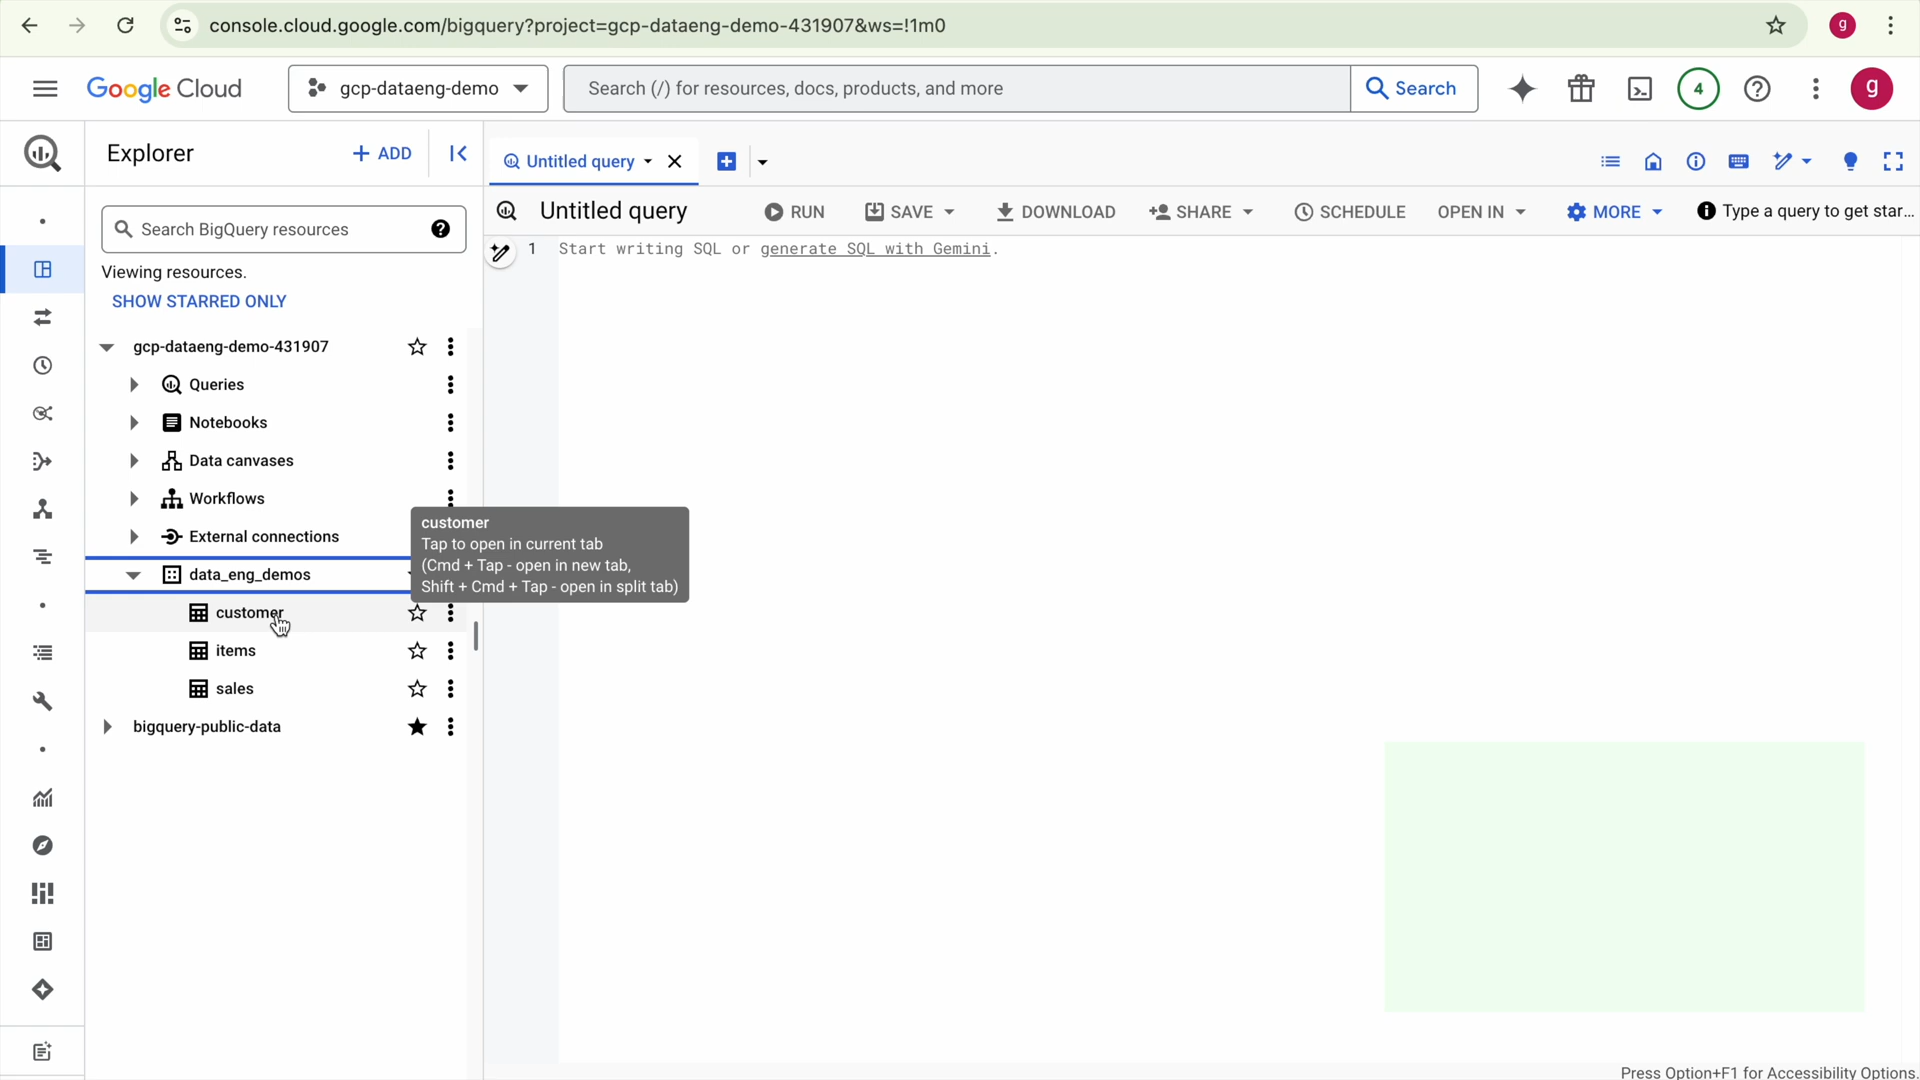 console.cloud.google.com/bigquery?project=gcp-dataeng-demo-431907&ws=!1m0
g
Google Cloud
gcp-dataeng-demo
Search (/) for resources, docs, products, and more
Search
4
g
Explorer
+ ADD
Untitled query
Search BigQuery resources
Viewing resources.
SHOW STARRED ONLY
Untitled query
RUN
SAVE
DOWNLOAD
SHARE
SCHEDULE
OPEN IN
MORE
Type a query to get star...
1
Start writing SQL or generate SQL with Gemini.
gcp-dataeng-demo-431907
Queries
Notebooks
Data canvases
Workflows
External connections
data_eng_demos
customer
items
sales
bigquery-public-data
customer
Tap to open in current tab
(Cmd + Tap - open in new tab,
Shift + Cmd + Tap - open in split tab)
Press Option+F1 for Accessibility Options.